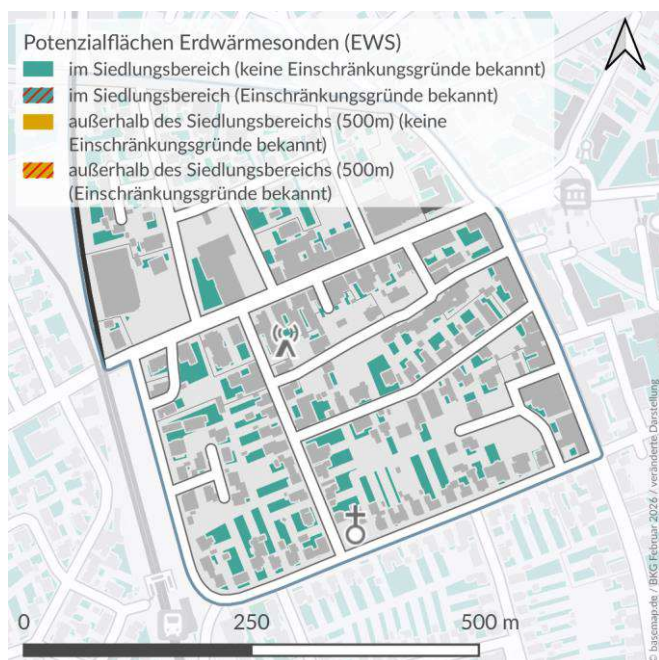 Potenzialflächen Erdwärmesonden (EWS)
im Siedlungsbereich (keine Einschränkungsgründe bekannt)
im Siedlungsbereich (Einschränkungsgründe bekannt)
außerhalb des Siedlungsbereichs (500m) (keine
Einschränkungsgründe bekannt)
außerhalb des Siedlungsbereichs (500m)
(Einschränkungsgründe bekannt)
0 250 500 m
© basemap.de / BKG Februar 2026 / veränderte Darstellung